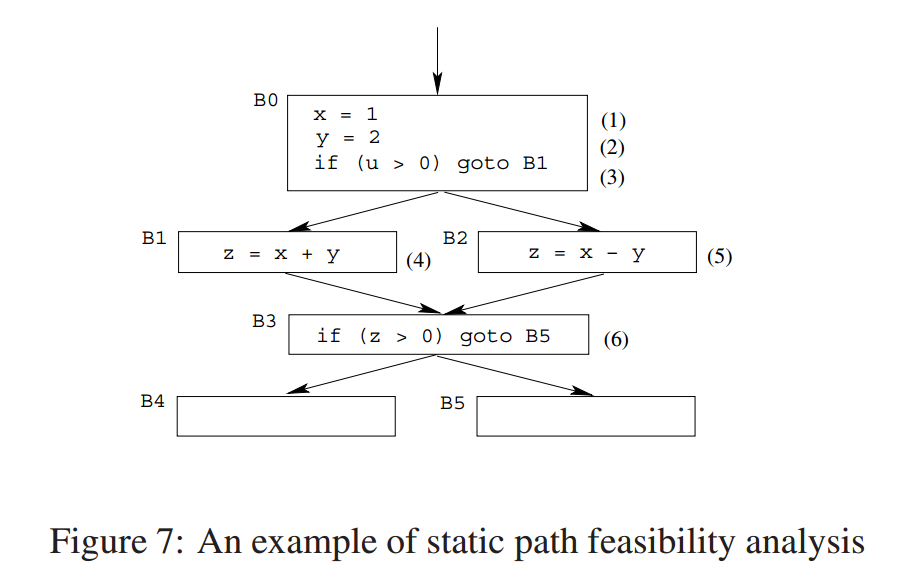 B0
x = 1
(1)
y = 2
(2)
if (u > 0) goto B1
(3)
B1
z = x + y
(4)
B2
z = x - y
(5)
B3
if (z > 0) goto B5
(6)
B4
B5
Figure 7: An example of static path feasibility analysis